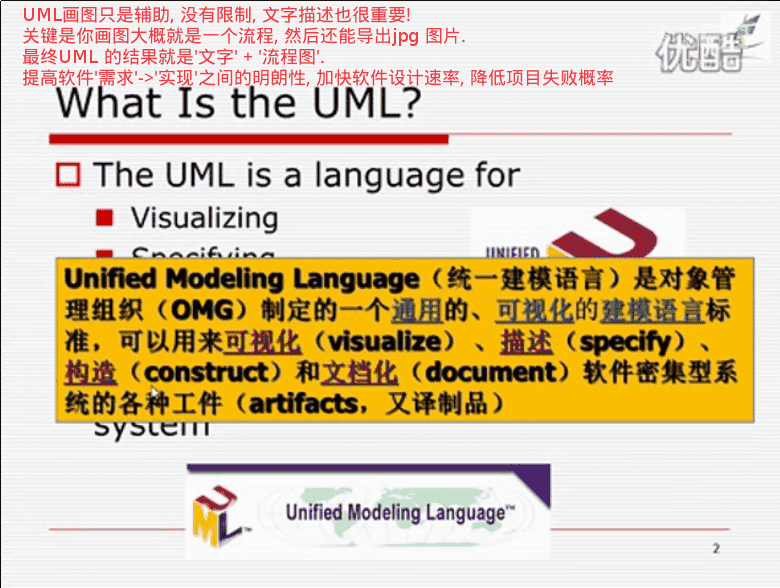 UML画图只是辅助, 没有限制, 文字描述也很重要!
关键是你画图大概就是一个流程, 然后还能导出jpg 图片.
最终UML 的结果就是'文字' + '流程图'.
提高软件'需求'->'实现'之间的明朗性, 加快软件设计速率, 降低项目失败概率
优酷
What Is the UML?
The UML is a language for
Visualizing
Specifying
UNIFIED
Unified Modeling Language（统一建模语言）是对象管
理组织（OMG）制定的一个通用的、可视化的建模语言标
准，可以用来可视化（visualize）、描述（specify）、
构造（construct）和文档化（document）软件密集型系
统的各种工件（artifacts，又译制品）
system
UML™ Unified Modeling Language™
2